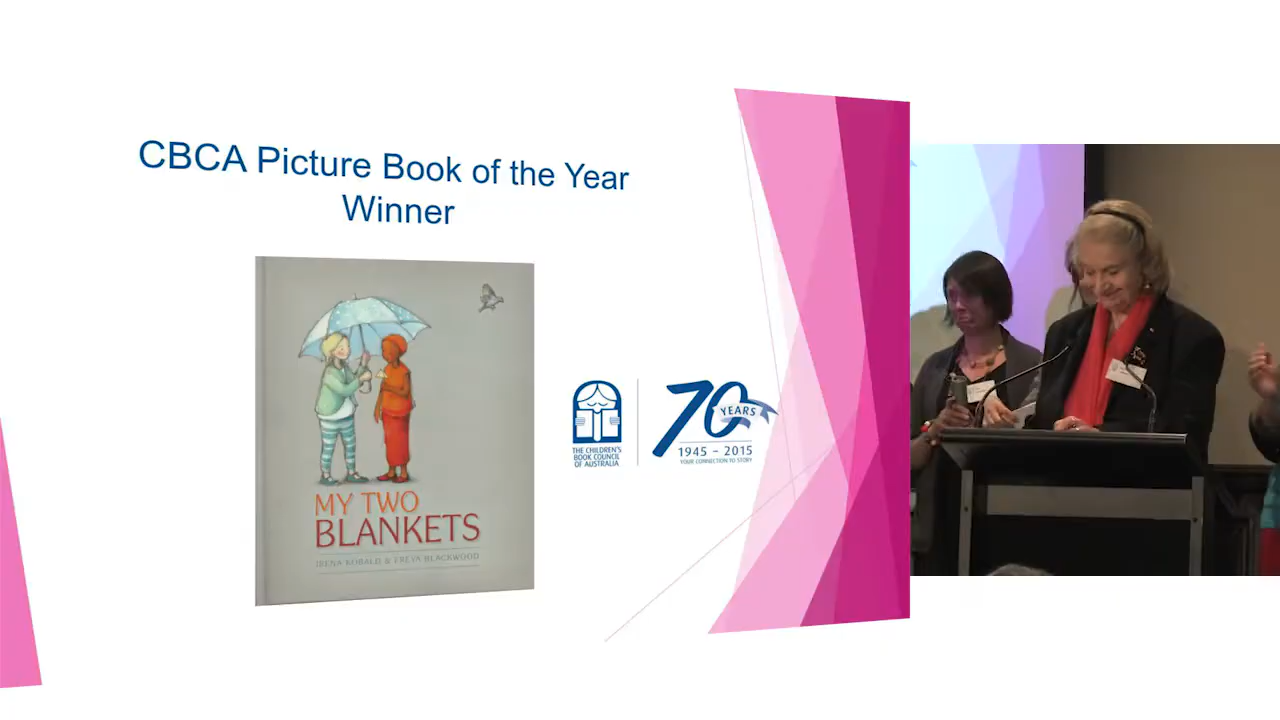 CBCA Picture Book of the Year
Winner
MY TWO
BLANKETS
IRENA KOBALD & FREYA BLACKWOOD
THE CHILDREN'S
BOOK COUNCIL
OF AUSTRALIA
70
YEARS
1945 – 2015
YOUR CONNECTION TO STORY